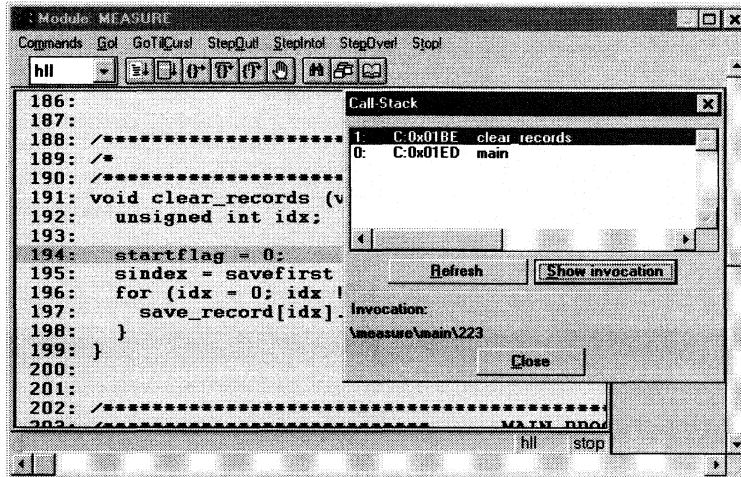 Module: MEASURE
Commands Go! GoTilCurs! StepOut! StepInto! StepOver! Stop!
hll
186:
187:
188: /**********************
189: /*
190: /**********************
191: void clear_records (v
192: unsigned int idx;
193:
194: startflag = 0;
195: sindex = savefirst
196: for (idx = 0; idx !
197: save_record[idx].
198: }
199: }
200:
201:
202: /*********************************************
203: /***************************** MAIN PROG
Call-Stack
1: C:0x01BE clear_records
0: C:0x01ED main
Refresh Show invocation
Invocation:
\measure\main\223
Close
hll stop